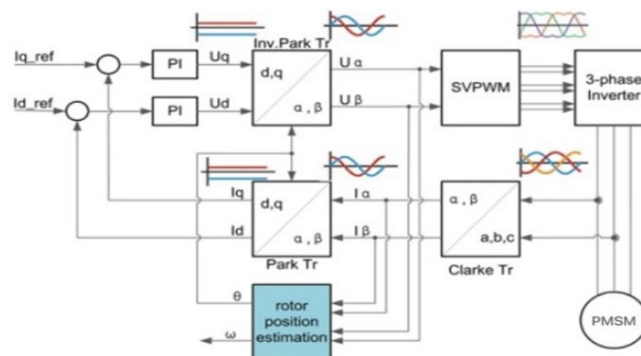 Inv.Park Tr
Iq_ref
PI
Uq
d,q
α , β
U α
U β
SVPWM
3-phase
Inverter
Id_ref
PI
Ud
Iq
Id
d,q
α , β
Park Tr
I α
I β
α , β
a,b,c
Clarke Tr
θ
ω
rotor
position
estimation
PMSM